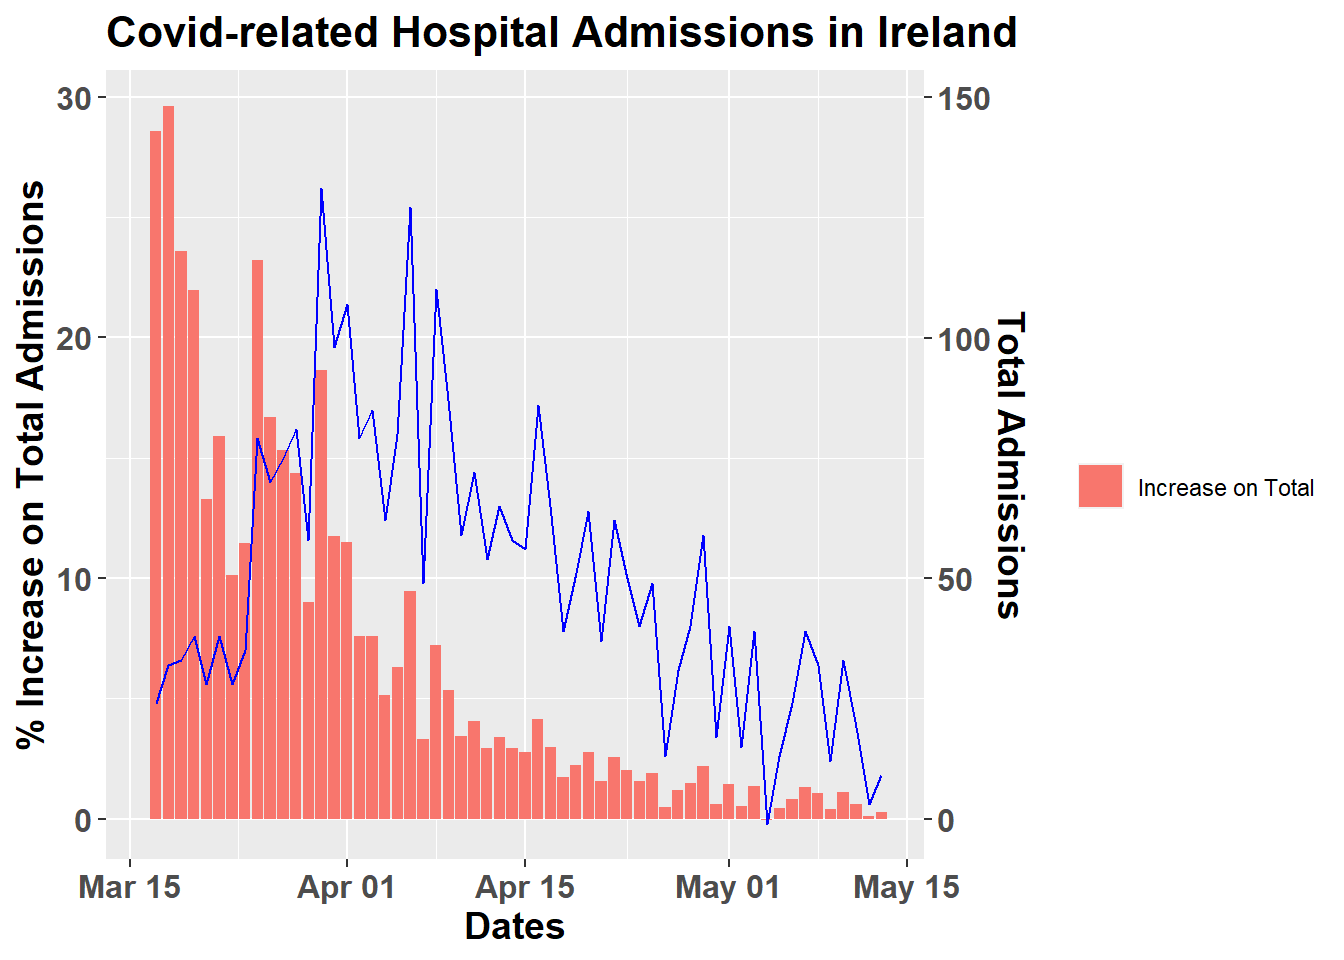 Covid-related Hospital Admissions in Ireland
% Increase on Total Admissions
30
20
10
0
150
100
50
0
Total Admissions
Increase on Total
Mar 15
Apr 01
Apr 15
May 01
May 15
Dates